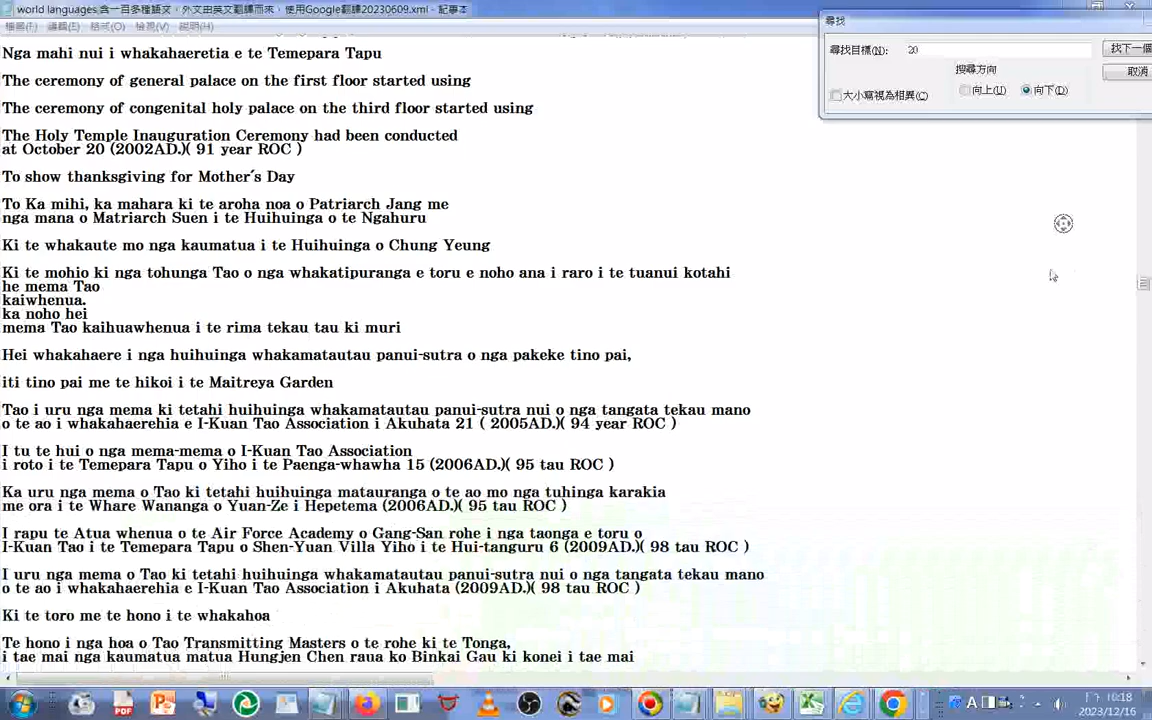 world languages 含一百多種語文，外文由英文翻譯而來，使用Google翻譯20230609.xml - 記事本
檔案(F) 編輯(E) 格式(O) 檢視(V) 說明(H)
尋找
尋找目標(N): 20
找下一個
搜尋方向
取消
大小寫視為相異(C)
向上(U)
向下(D)
Nga mahi nui i whakahaeretia e te Temepara Tapu
The ceremony of general palace on the first floor started using
The ceremony of congenital holy palace on the third floor started using
The Holy Temple Inauguration Ceremony had been conducted
at October 20 (2002AD.)( 91 year ROC )
To show thanksgiving for Mother's Day
To Ka mihi, ka mahara ki te aroha noa o Patriarch Jang me
nga mana o Matriarch Suen i te Huihuinga o te Ngahuru
Ki te whakaute mo nga kaumatua i te Huihuinga o Chung Yeung
Ki te mohio ki nga tohunga Tao o nga whakatipuranga e toru e noho ana i raro i te tuanui kotahi
he mema Tao
kaiwhenua.
ka noho hei
mema Tao kaihuawhenua i te rima tekau tau ki muri
Hei whakahaere i nga huihuinga whakamatautau panui-sutra o nga pakeke tino pai,
iti tino pai me te hikoi i te Maitreya Garden
Tao i uru nga mema ki tetahi huihuinga whakamatautau panui-sutra nui o nga tangata tekau mano
o te ao i whakahaerehia e I-Kuan Tao Association i Akuhata 21 ( 2005AD.)( 94 year ROC )
I tu te hui o nga mema-mema o I-Kuan Tao Association
i roto i te Temepara Tapu o Yiho i te Paenga-whawha 15 (2006AD.)( 95 tau ROC )
Ka uru nga mema o Tao ki tetahi huihuinga matauranga o te ao mo nga tuhinga karakia
me ora i te Whare Wananga o Yuan-Ze i Hepetema (2006AD.)( 95 tau ROC )
I rapu te Atua whenua o te Air Force Academy o Gang-San rohe i nga taonga e toru o
I-Kuan Tao i te Temepara Tapu o Shen-Yuan Villa Yiho i te Hui-tanguru 6 (2009AD.)( 98 tau ROC )
I uru nga mema o Tao ki tetahi huihuinga whakamatautau panui-sutra nui o nga tangata tekau mano
o te ao i whakahaerehia e I-Kuan Tao Association i Akuhata (2009AD.)( 98 tau ROC )
Ki te toro me te hono i te whakahoa
Te hono i nga hoa o Tao Transmitting Masters o te rohe ki te Tonga,
i tae mai nga kaumatua matua Hungjen Chen raua ko Binkai Gau ki konei i tae mai
10:18
2023/12/16